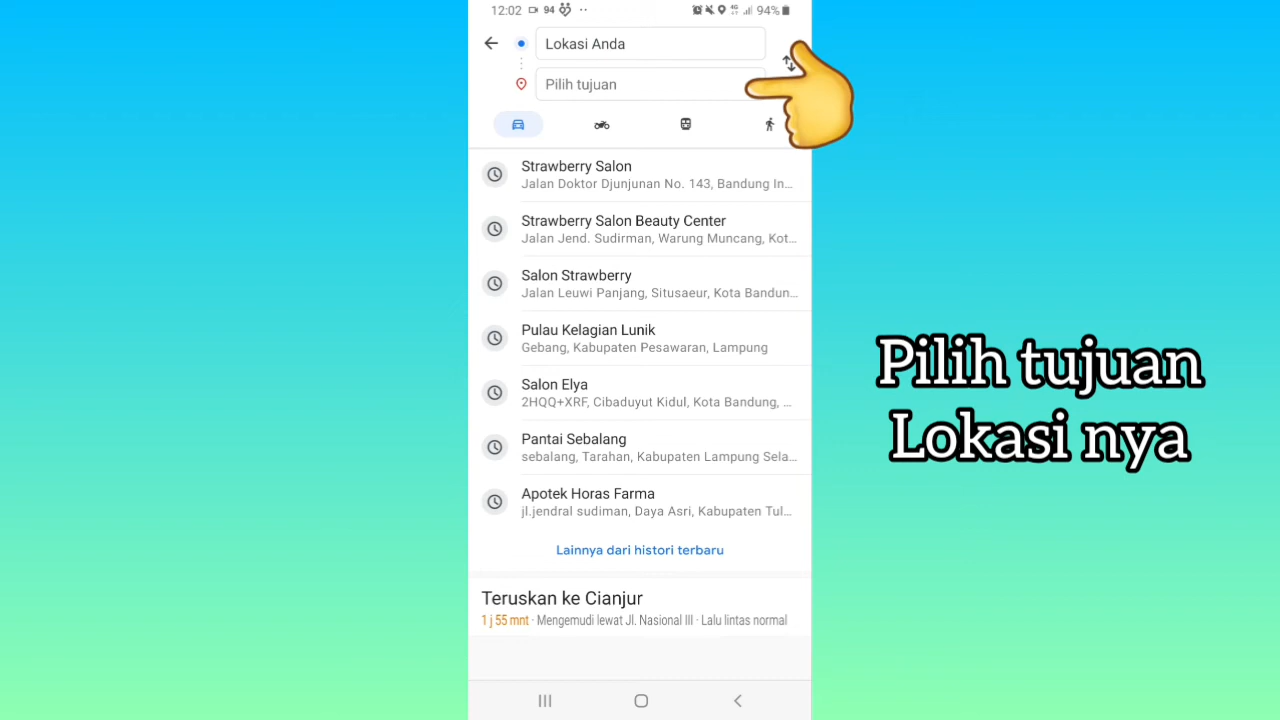 12:02 94 ·· 4G 94%
Lokasi Anda
Pilih tujuan
Strawberry Salon
Jalan Doktor Djunjunan No. 143, Bandung In...
Strawberry Salon Beauty Center
Jalan Jend. Sudirman, Warung Muncang, Kot...
Salon Strawberry
Jalan Leuwi Panjang, Situsaeur, Kota Bandun...
Pulau Kelagian Lunik
Gebang, Kabupaten Pesawaran, Lampung
Salon Elya
2HQQ+XRF, Cibaduyut Kidul, Kota Bandung, ...
Pantai Sebalang
sebalang, Tarahan, Kabupaten Lampung Sela...
Apotek Horas Farma
jl.jendral sudiman, Daya Asri, Kabupaten Tul...
Lainnya dari histori terbaru
Teruskan ke Cianjur
1 j 55 mnt · Mengemudi lewat Jl. Nasional III · Lalu lintas normal
Pilih tujuan
Lokasi nya